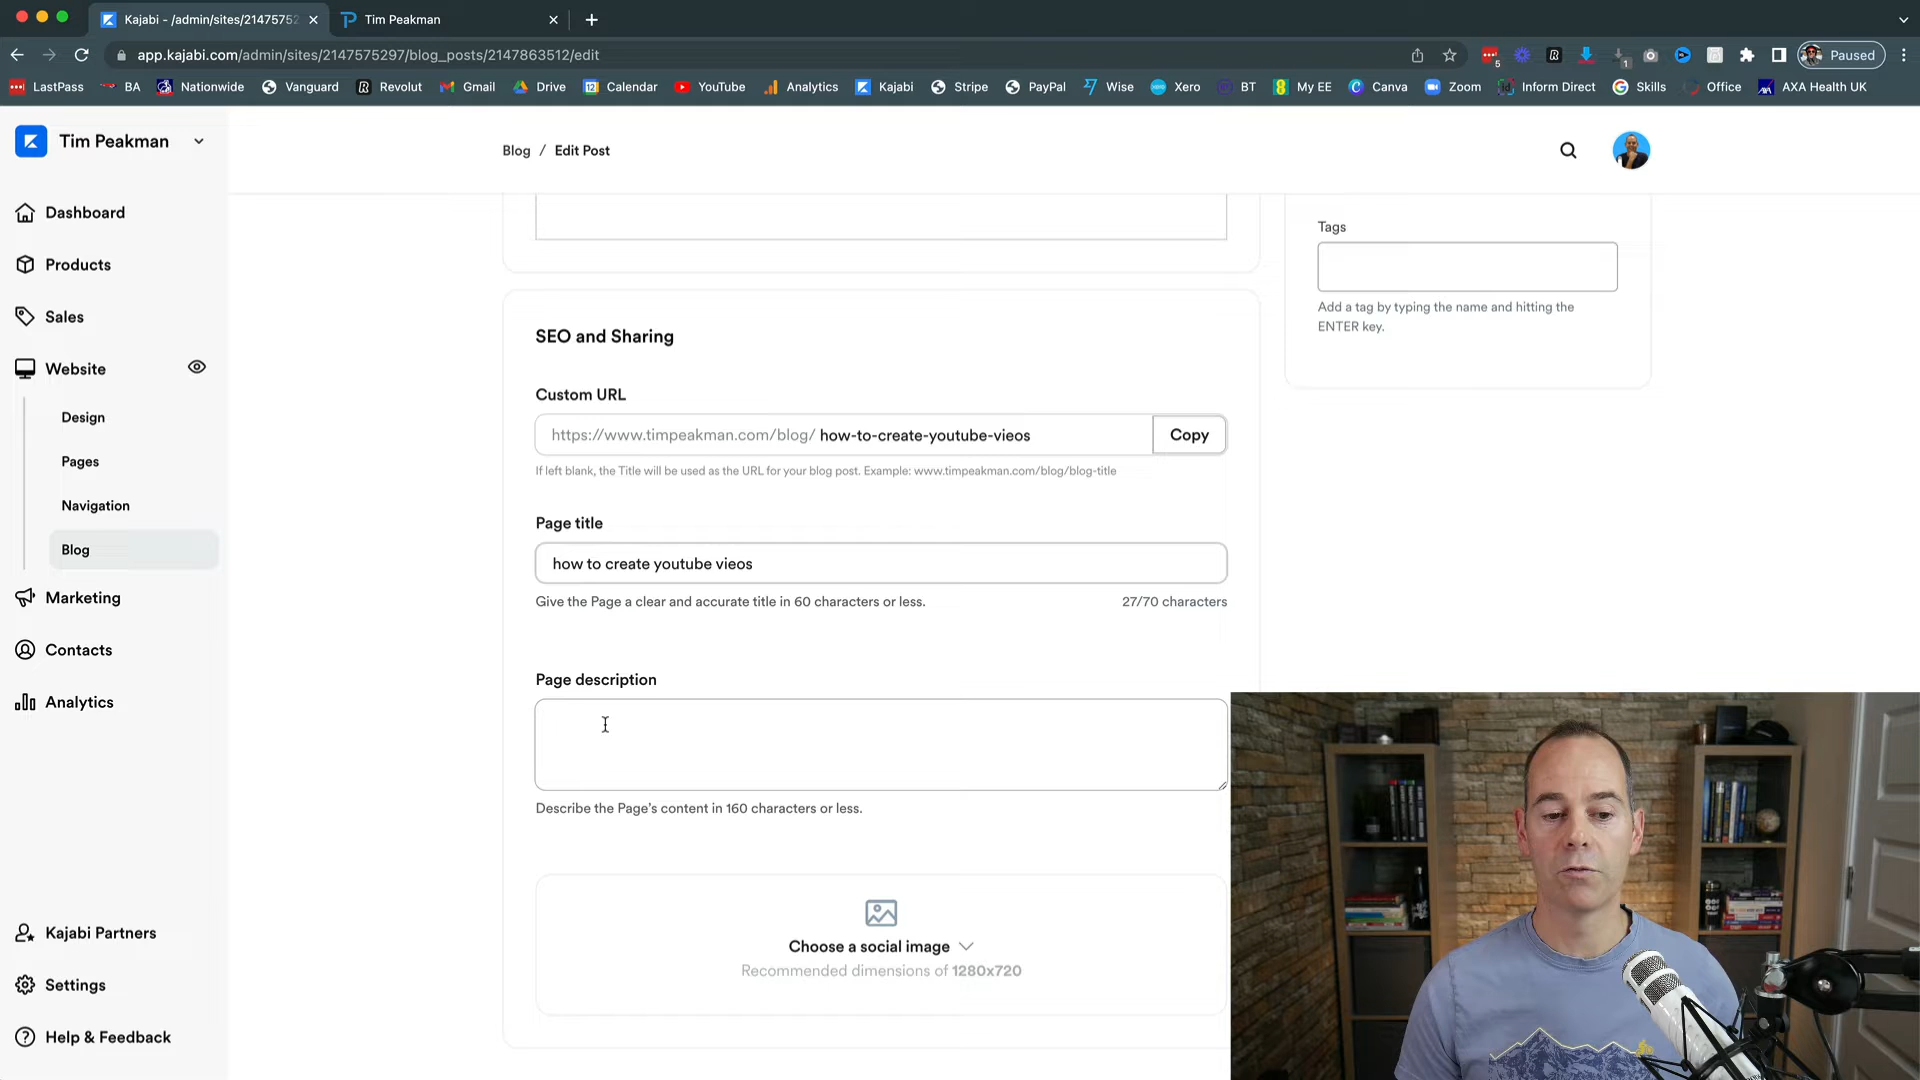 Kajabi - /admin/sites/21475752
Tim Peakman
app.kajabi.com/admin/sites/2147575297/blog_posts/2147863512/edit
5
1
Paused
LastPass
BA
Nationwide
Vanguard
Revolut
Gmail
Drive
Calendar
YouTube
Analytics
Kajabi
Stripe
PayPal
Wise
Xero
BT
My EE
Canva
Zoom
Inform Direct
Skills
Office
AXA Health UK
Tim Peakman
Blog / Edit Post
Dashboard
Products
Sales
Website
Design
Pages
Navigation
Blog
Marketing
Contacts
Analytics
Kajabi Partners
Settings
Help & Feedback
SEO and Sharing
Custom URL
https://www.timpeakman.com/blog/ how-to-create-youtube-vieos
Copy
If left blank, the Title will be used as the URL for your blog post. Example: www.timpeakman.com/blog/blog-title
Page title
how to create youtube vieos
Give the Page a clear and accurate title in 60 characters or less.
27/70 characters
Page description
Describe the Page's content in 160 characters or less.
Choose a social image
Recommended dimensions of 1280x720
Tags
Add a tag by typing the name and hitting the
ENTER key.